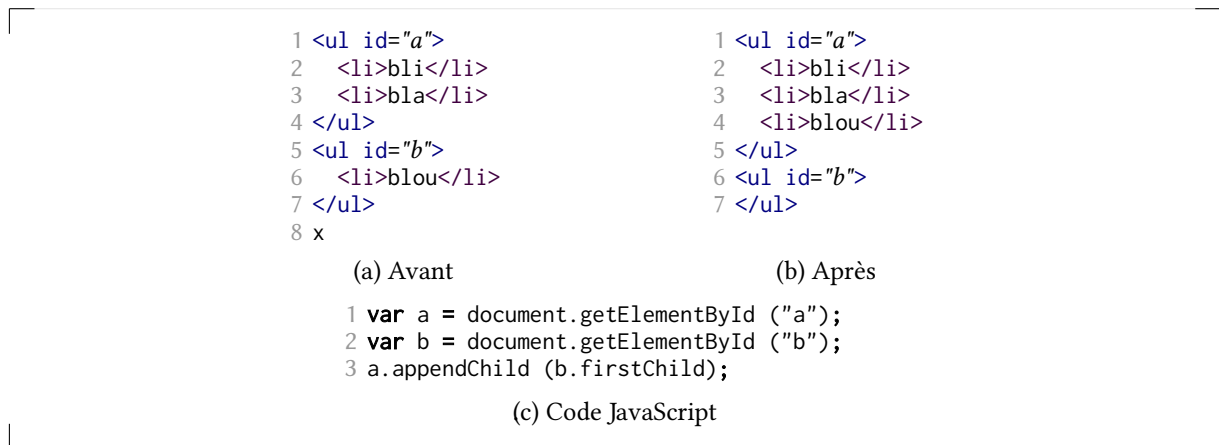 1 <ul id="a">
2   <li>bli</li>
3   <li>bla</li>
4 </ul>
5 <ul id="b">
6   <li>blou</li>
7 </ul>
8 x
(a) Avant
1 <ul id="a">
2   <li>bli</li>
3   <li>bla</li>
4   <li>blou</li>
5 </ul>
6 <ul id="b">
7 </ul>
(b) Après
1 var a = document.getElementById ("a");
2 var b = document.getElementById ("b");
3 a.appendChild (b.firstChild);
(c) Code JavaScript